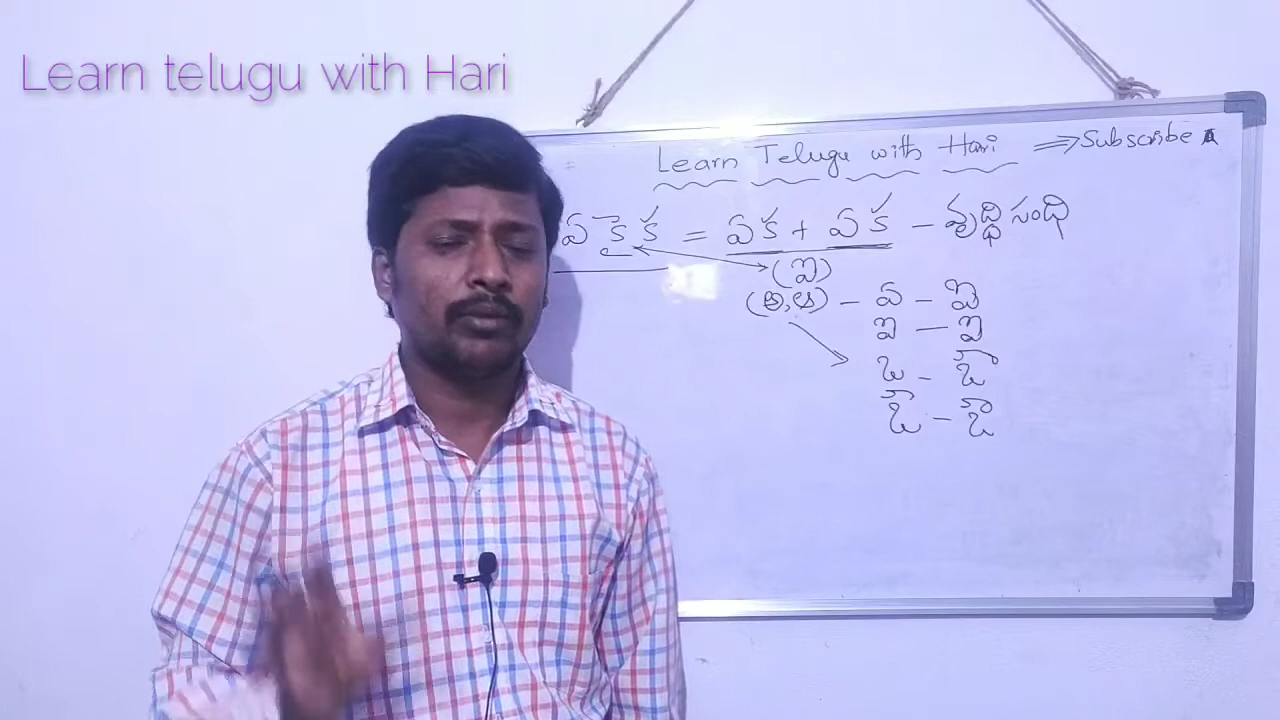 Learn telugu with Hari
Learn Telugu with Hari ⇒ Subscribe
ఏకైక = ఏక + ఏక - వృద్ధి సంధి
(ఐ)
(అ,ఆ) - ఏ - ఐ
ఐ - ఐ
ఒ - ఔ
ఓ - ఔ